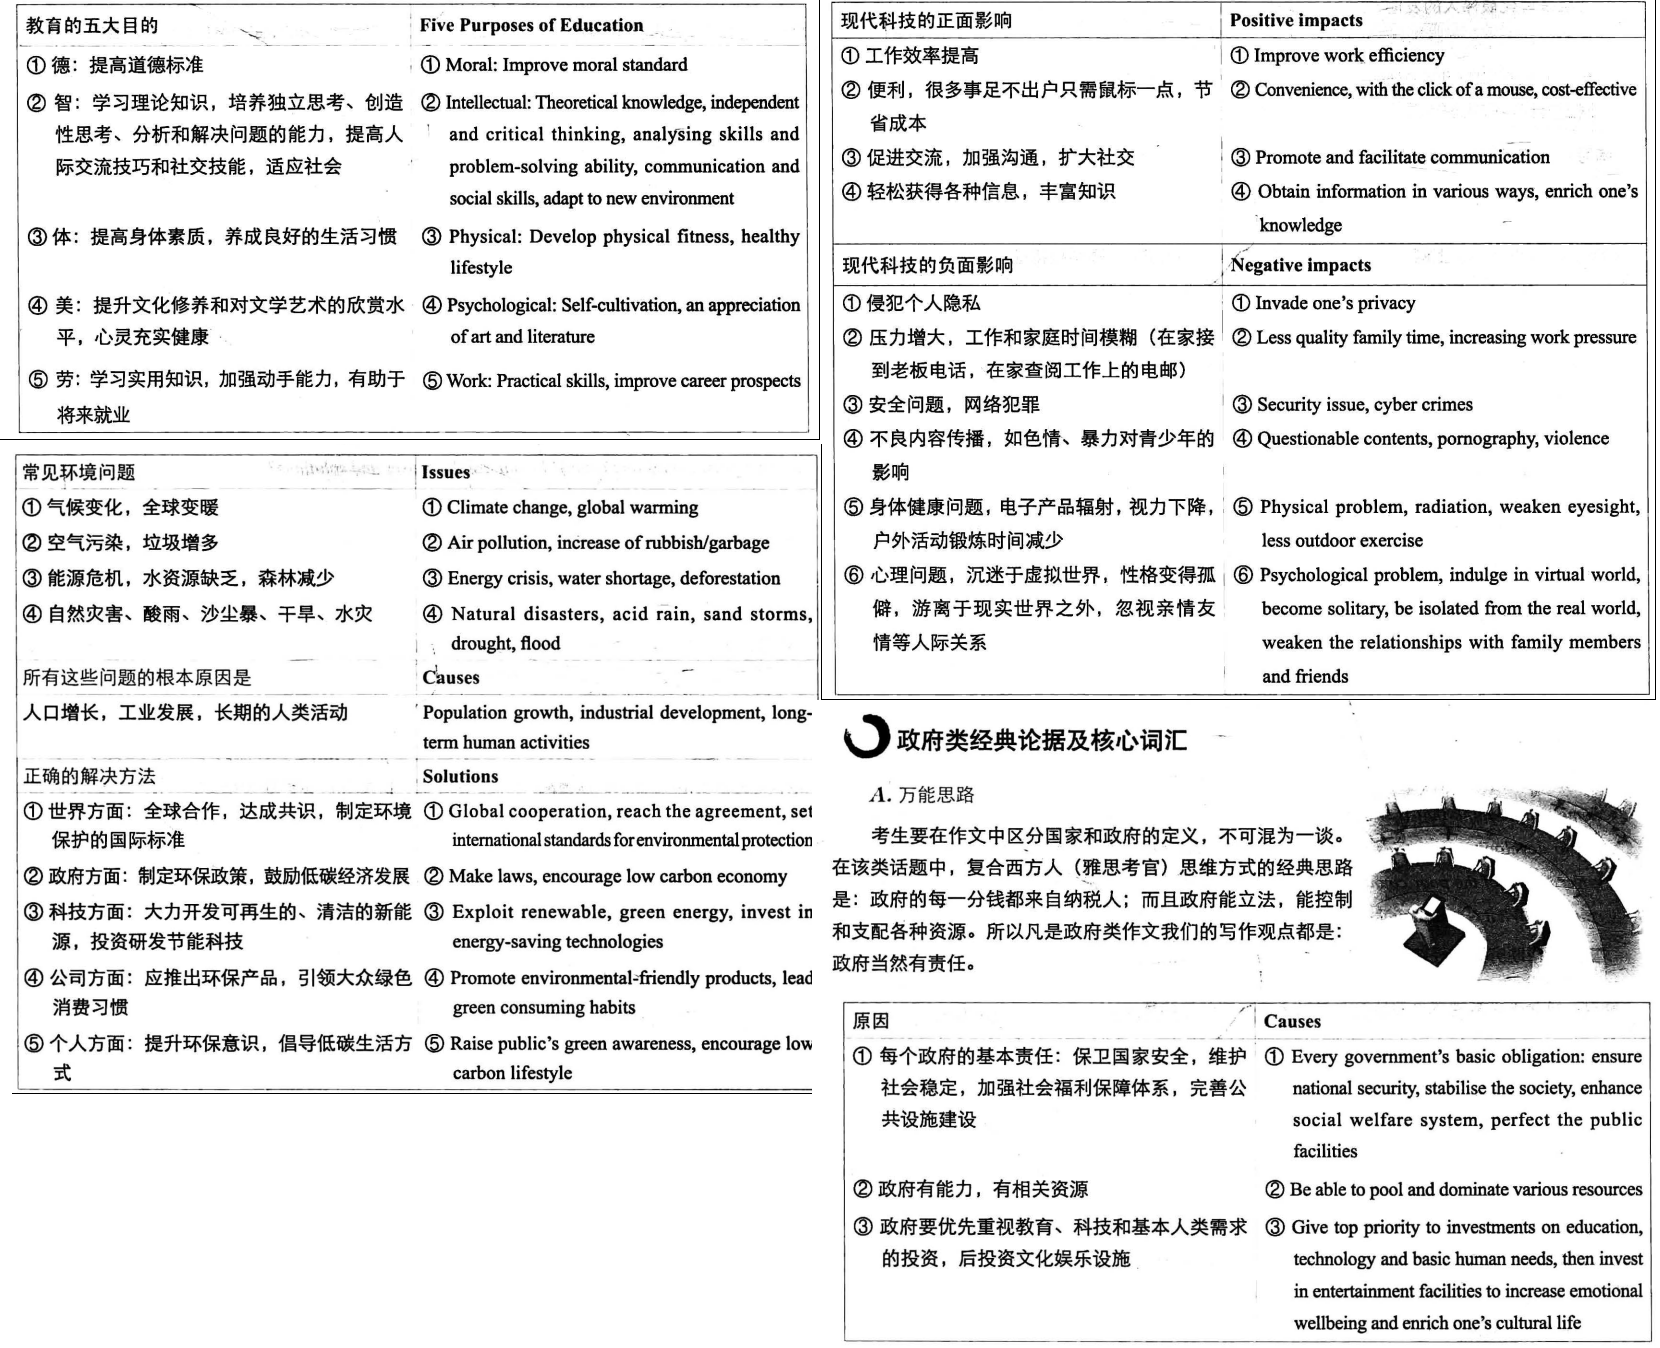 教育的五大目的
Five Purposes of Education
① 德：提高道德标准
① Moral: Improve moral standard
② 智：学习理论知识，培养独立思考、创造
性思考、分析和解决问题的能力，提高人
际交流技巧和社交技能，适应社会
② Intellectual: Theoretical knowledge, independent
and critical thinking, analysing skills and
problem-solving ability, communication and
social skills, adapt to new environment
③ 体：提高身体素质，养成良好的生活习惯
③ Physical: Develop physical fitness, healthy
lifestyle
④ 美：提升文化修养和对文学艺术的欣赏水
平，心灵充实健康
④ Psychological: Self-cultivation, an appreciation
of art and literature
⑤ 劳：学习实用知识，加强动手能力，有助于
将来就业
⑤ Work: Practical skills, improve career prospects
常见环境问题
Issues
① 气候变化，全球变暖
① Climate change, global warming
② 空气污染，垃圾增多
② Air pollution, increase of rubbish/garbage
③ 能源危机，水资源缺乏，森林减少
③ Energy crisis, water shortage, deforestation
④ 自然灾害、酸雨、沙尘暴、干旱、水灾
④ Natural disasters, acid rain, sand storms,
drought, flood
所有这些问题的根本原因是
Causes
人口增长，工业发展，长期的人类活动
Population growth, industrial development, long-
term human activities
正确的解决方法
Solutions
① 世界方面：全球合作，达成共识，制定环境
保护的国际标准
① Global cooperation, reach the agreement, set
international standards for environmental protection
② 政府方面：制定环保政策，鼓励低碳经济发展
② Make laws, encourage low carbon economy
③ 科技方面：大力开发可再生的、清洁的新能
源，投资研发节能科技
③ Exploit renewable, green energy, invest in
energy-saving technologies
④ 公司方面：应推出环保产品，引领大众绿色
消费习惯
④ Promote environmental-friendly products, lead
green consuming habits
⑤ 个人方面：提升环保意识，倡导低碳生活方
式
⑤ Raise public's green awareness, encourage low
carbon lifestyle
现代科技的正面影响
Positive impacts
① 工作效率提高
① Improve work efficiency
② 便利，很多事足不出户只需鼠标一点，节
省成本
② Convenience, with the click of a mouse, cost-effective
③ 促进交流，加强沟通，扩大社交
③ Promote and facilitate communication
④ 轻松获得各种信息，丰富知识
④ Obtain information in various ways, enrich one's
knowledge
现代科技的负面影响
Negative impacts
① 侵犯个人隐私
① Invade one's privacy
② 压力增大，工作和家庭时间模糊（在家接
到老板电话，在家查阅工作上的电邮）
② Less quality family time, increasing work pressure
③ 安全问题，网络犯罪
③ Security issue, cyber crimes
④ 不良内容传播，如色情、暴力对青少年的
影响
④ Questionable contents, pornography, violence
⑤ 身体健康问题，电子产品辐射，视力下降，
户外活动锻炼时间减少
⑤ Physical problem, radiation, weaken eyesight,
less outdoor exercise
⑥ 心理问题，沉迷于虚拟世界，性格变得孤
僻，游离于现实世界之外，忽视亲情友
情等人际关系
⑥ Psychological problem, indulge in virtual world,
become solitary, be isolated from the real world,
weaken the relationships with family members
and friends
政府类经典论据及核心词汇
A. 万能思路
考生要在作文中区分国家和政府的定义，不可混为一谈。
在该类话题中，复合西方人（雅思考官）思维方式的经典思路
是：政府的每一分钱都来自纳税人；而且政府能立法，能控制
和支配各种资源。所以凡是政府类作文我们的写作观点都是：
政府当然有责任。
原因
Causes
① 每个政府的基本责任：保卫国家安全，维护
社会稳定，加强社会福利保障体系，完善公
共设施建设
① Every government's basic obligation: ensure
national security, stabilise the society, enhance
social welfare system, perfect the public
facilities
② 政府有能力，有相关资源
② Be able to pool and dominate various resources
③ 政府要优先重视教育、科技和基本人类需求
的投资，后投资文化娱乐设施
③ Give top priority to investments on education,
technology and basic human needs, then invest
in entertainment facilities to increase emotional
wellbeing and enrich one's cultural life